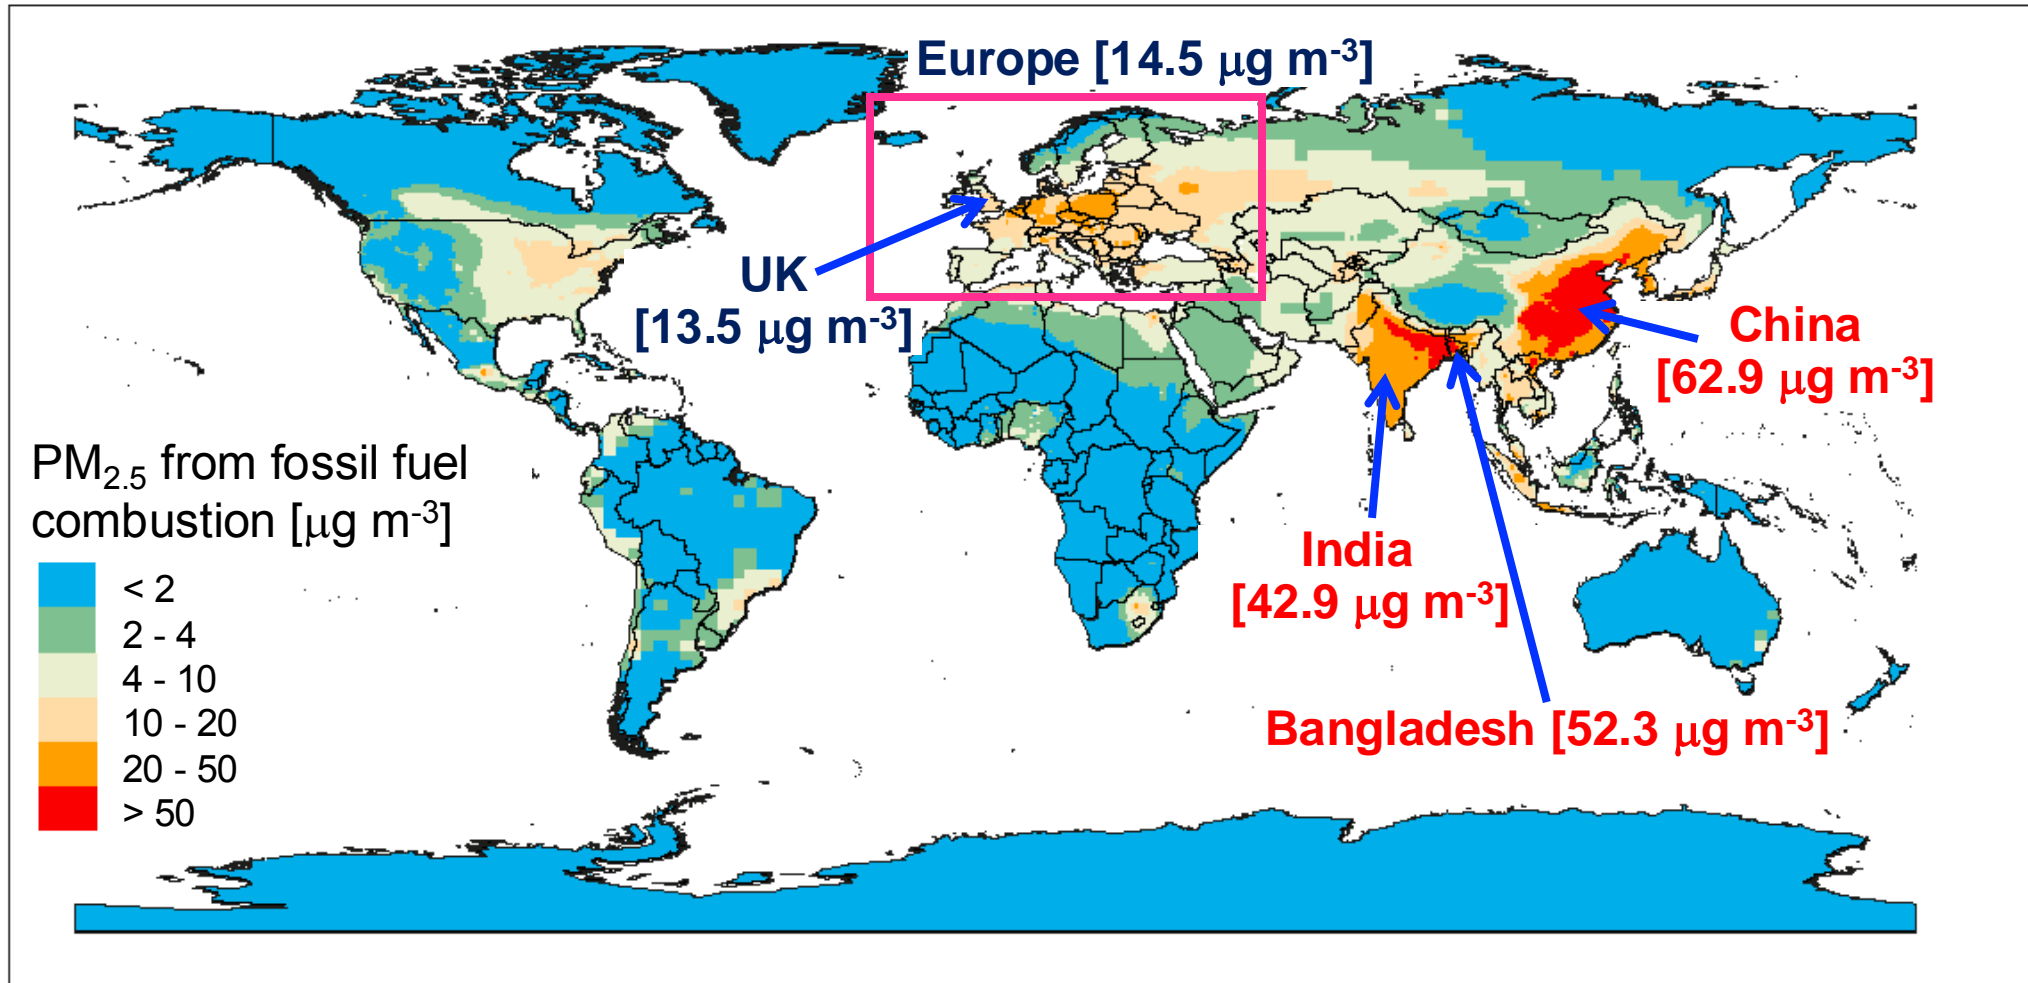 Europe [14.5 μg m-3]
UK
[13.5 μg m-3]
China
[62.9 μg m-3]
India
[42.9 μg m-3]
Bangladesh [52.3 μg m-3]
PM2.5 from fossil fuel
combustion [μg m-3]
< 2
2 - 4
4 - 10
10 - 20
20 - 50
> 50